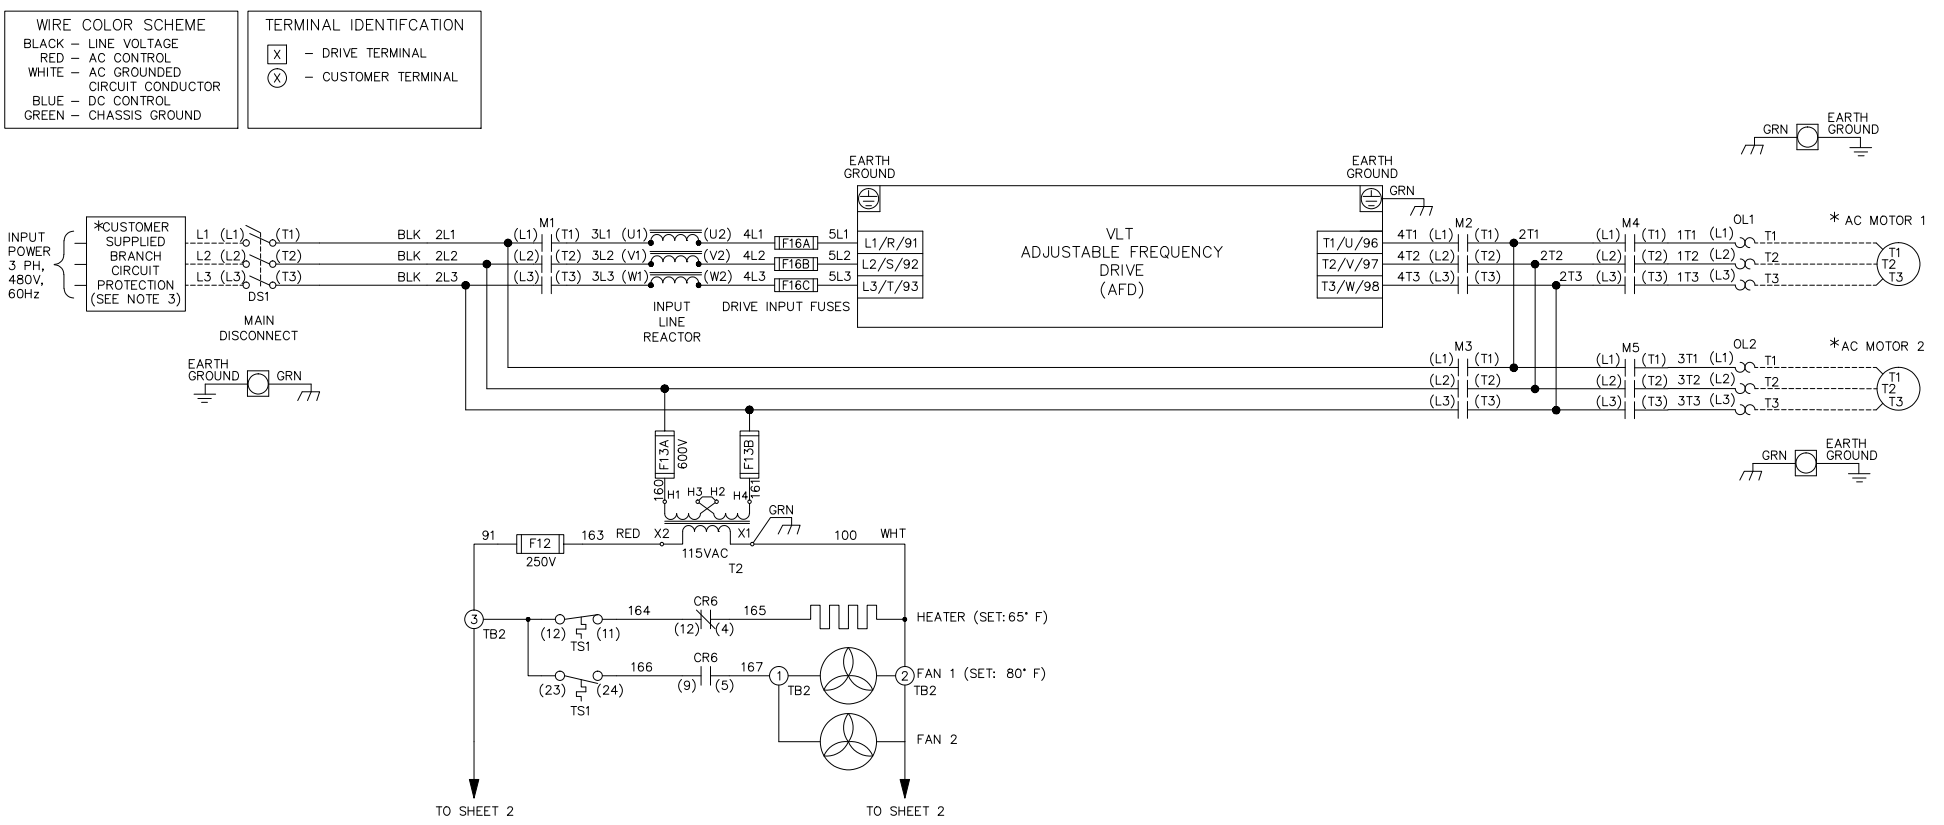 WIRE COLOR SCHEME
BLACK – LINE VOLTAGE
RED – AC CONTROL
WHITE – AC GROUNDED
CIRCUIT CONDUCTOR
BLUE – DC CONTROL
GREEN – CHASSIS GROUND
TERMINAL IDENTIFCATION
X – DRIVE TERMINAL
X – CUSTOMER TERMINAL
INPUT
POWER
3 PH,
480V,
60Hz
*CUSTOMER
SUPPLIED
BRANCH
CIRCUIT
PROTECTION
(SEE NOTE 3)
L1 (L1) (T1) BLK 2L1 (L1) M1 (T1) 3L1 (U1) (U2) 4L1 F16A 5L1 L1/R/91
L2 (L2) (T2) BLK 2L2 (L2) (T2) 3L2 (V1) (V2) 4L2 F16B 5L2 L2/S/92
L3 (L3) (T3) BLK 2L3 (L3) (T3) 3L3 (W1) (W2) 4L3 F16C 5L3 L3/T/93
DS1
MAIN
DISCONNECT
INPUT
LINE
REACTOR
DRIVE INPUT FUSES
EARTH
GROUND
GRN
EARTH
GROUND
VLT
ADJUSTABLE FREQUENCY
DRIVE
(AFD)
EARTH
GROUND
GRN
GRN
EARTH
GROUND
T1/U/96 4T1 (L1) M2 (T1) 2T1 (L1) M4 (T1) 1T1 (L1) OL1 T1
T2/V/97 4T2 (L2) (T2) 2T2 (L2) (T2) 1T2 (L2) T2
T3/W/98 4T3 (L3) (T3) 2T3 (L3) (T3) 1T3 (L3) T3
* AC MOTOR 1
T1
T2
T3
(L1) M3 (T1) (L1) M5 (T1) 3T1 (L1) OL2 T1
(L2) (T2) (L2) (T2) 3T2 (L2) T2
(L3) (T3) (L3) (T3) 3T3 (L3) T3
*AC MOTOR 2
T1
T2
T3
GRN
EARTH
GROUND
F13A
600V
F13B
160
161
H1 H3 H2 H4
GRN
91 F12 163 RED X2 X1 100 WHT
250V
115VAC
T2
3
TB2
(12) (11)
TS1
164
CR6
(12) (4)
165
HEATER (SET:65° F)
(23) (24)
TS1
166
CR6
(9) (5)
167
1
TB2
2
TB2
FAN 1 (SET: 80° F)
FAN 2
TO SHEET 2
TO SHEET 2